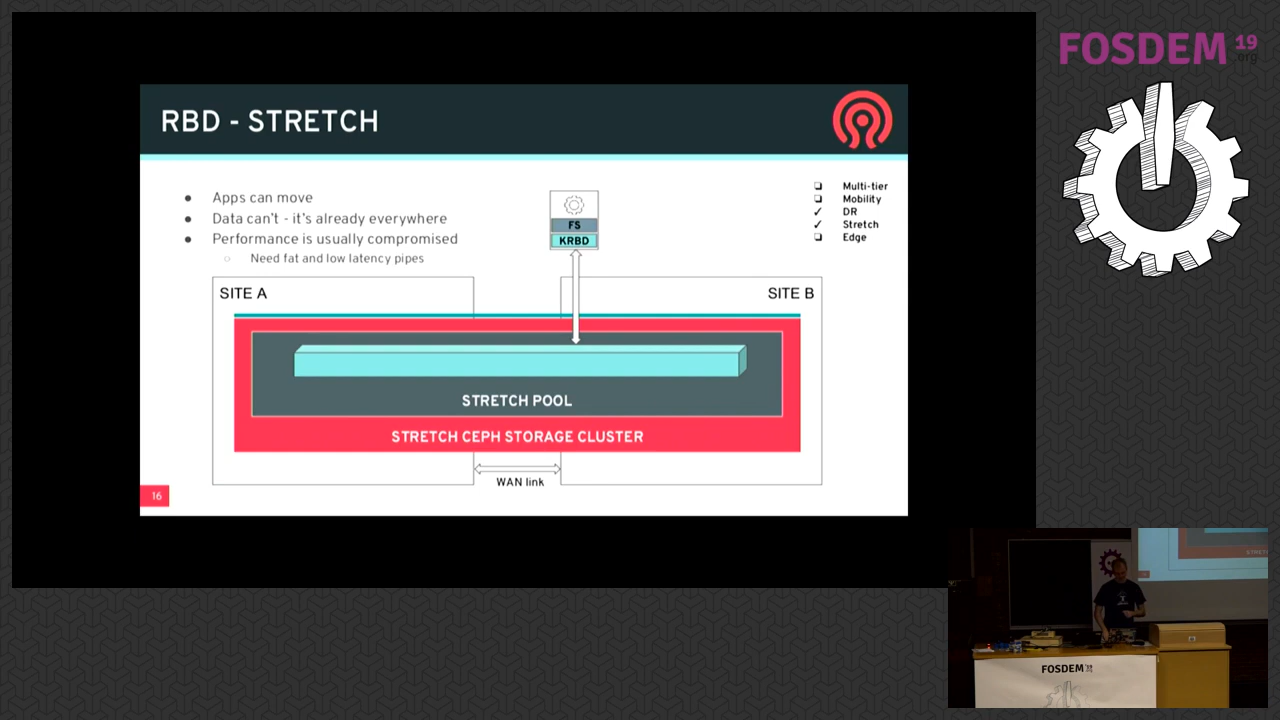 FOSDEM 19
.org
RBD - STRETCH
● Apps can move
● Data can't - it's already everywhere
● Performance is usually compromised
○ Need fat and low latency pipes
❏ Multi-tier
❏ Mobility
✓ DR
✓ Stretch
❏ Edge
FS
KRBD
SITE A
SITE B
STRETCH POOL
STRETCH CEPH STORAGE CLUSTER
WAN link
16
FOSDEM 19